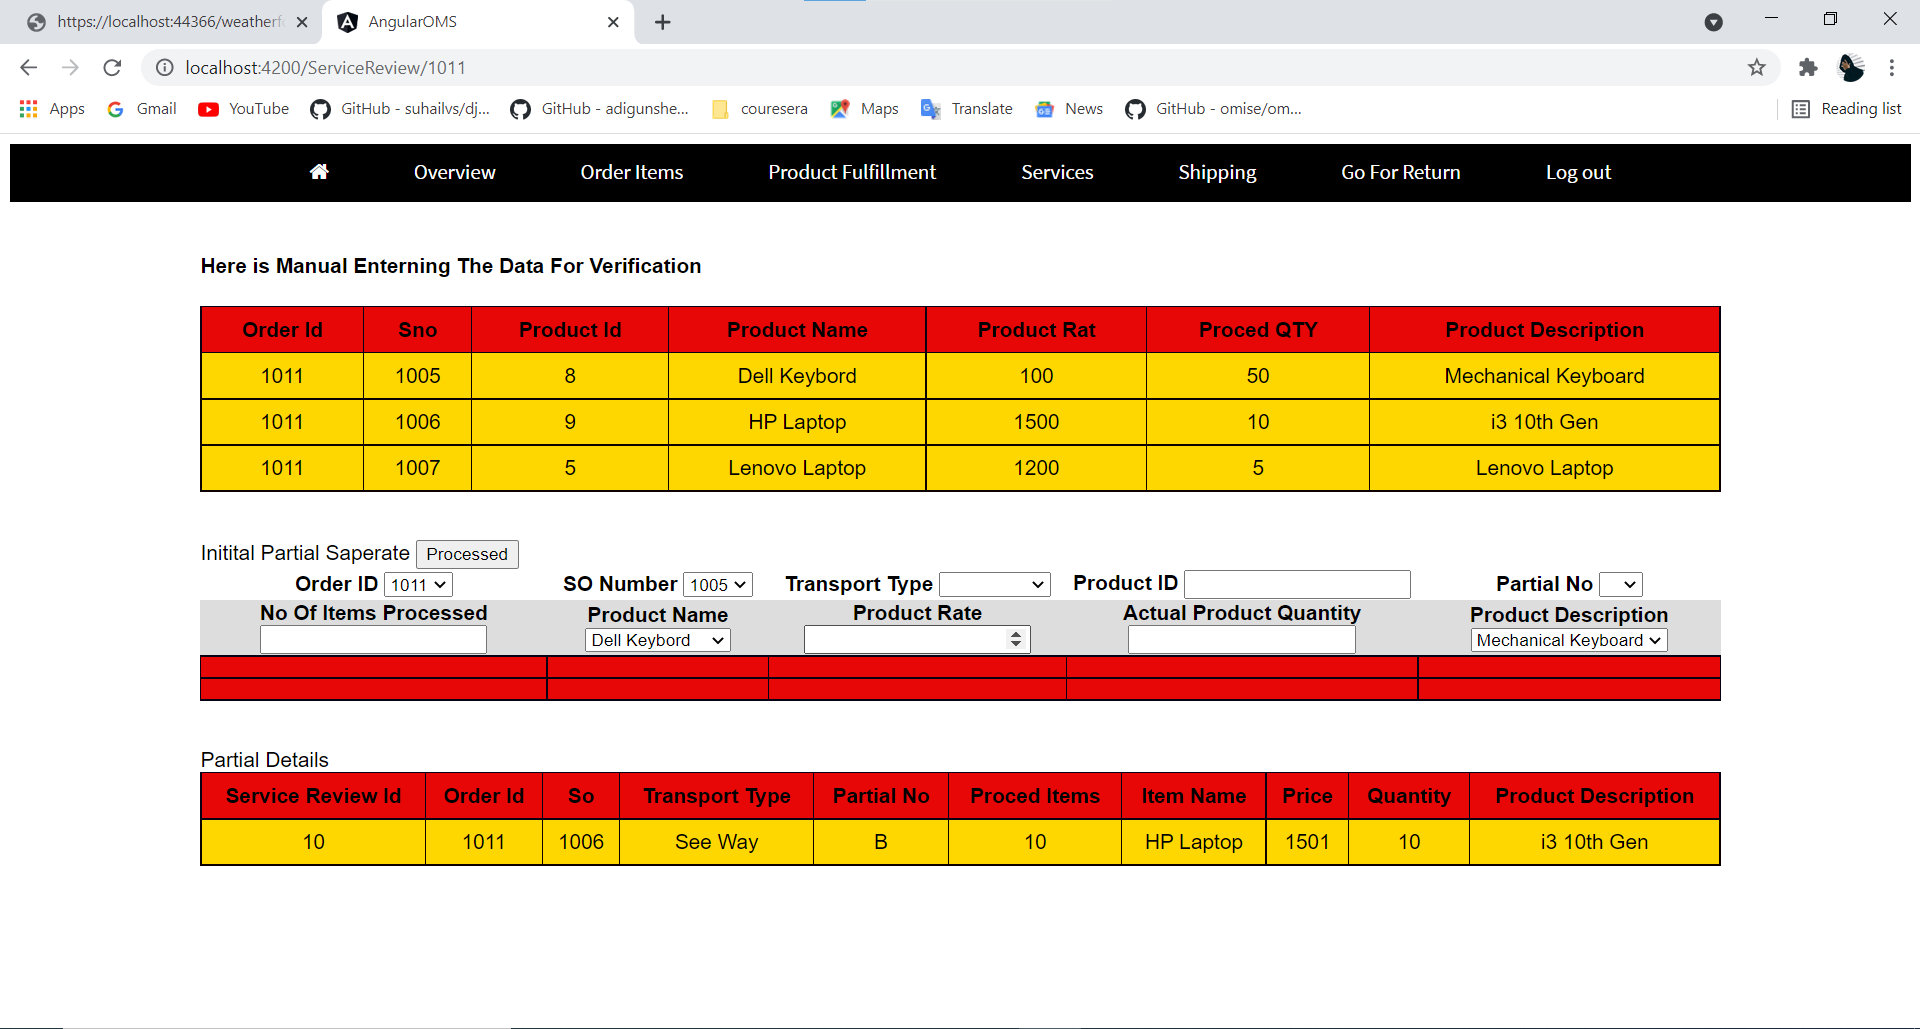 https://localhost:44366/weatherf
AngularOMS
localhost:4200/ServiceReview/1011
Apps Gmail YouTube GitHub - suhailvs/dj... GitHub - adigunshe... couresera Maps Translate News GitHub - omise/om... Reading list
Overview Order Items Product Fulfillment Services Shipping Go For Return Log out
Here is Manual Enterning The Data For Verification
Order Id Sno Product Id Product Name Product Rat Proced QTY Product Description
1011 1005 8 Dell Keybord 100 50 Mechanical Keyboard
1011 1006 9 HP Laptop 1500 10 i3 10th Gen
1011 1007 5 Lenovo Laptop 1200 5 Lenovo Laptop
Initital Partial Saperate Processed
Order ID 1011 SO Number 1005 Transport Type Product ID Partial No
No Of Items Processed Product Name Product Rate Actual Product Quantity Product Description
Dell Keybord Mechanical Keyboard
Partial Details
Service Review Id Order Id So Transport Type Partial No Proced Items Item Name Price Quantity Product Description
10 1011 1006 See Way B 10 HP Laptop 1501 10 i3 10th Gen